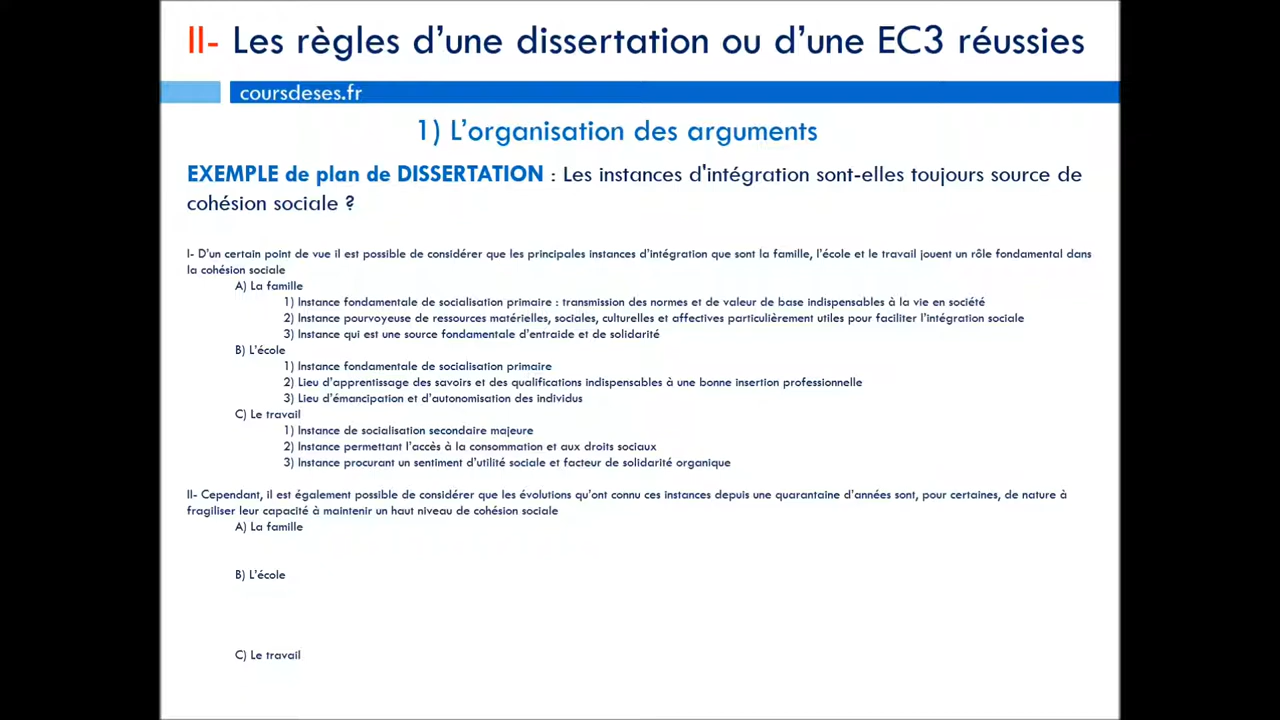 II- Les règles d'une dissertation ou d'une EC3 réussies
coursdeses.fr
1) L'organisation des arguments
EXEMPLE de plan de DISSERTATION : Les instances d'intégration sont-elles toujours source de
cohésion sociale ?
I- D'un certain point de vue il est possible de considérer que les principales instances d'intégration que sont la famille, l'école et le travail jouent un rôle fondamental dans
la cohésion sociale
A) La famille
1) Instance fondamentale de socialisation primaire : transmission des normes et de valeur de base indispensables à la vie en société
2) Instance pourvoyeuse de ressources matérielles, sociales, culturelles et affectives particulièrement utiles pour faciliter l'intégration sociale
3) Instance qui est une source fondamentale d'entraide et de solidarité
B) L'école
1) Instance fondamentale de socialisation primaire
2) Lieu d'apprentissage des savoirs et des qualifications indispensables à une bonne insertion professionnelle
3) Lieu d'émancipation et d'autonomisation des individus
C) Le travail
1) Instance de socialisation secondaire majeure
2) Instance permettant l'accès à la consommation et aux droits sociaux
3) Instance procurant un sentiment d'utilité sociale et facteur de solidarité organique
II- Cependant, il est également possible de considérer que les évolutions qu'ont connu ces instances depuis une quarantaine d'années sont, pour certaines, de nature à
fragiliser leur capacité à maintenir un haut niveau de cohésion sociale
A) La famille
B) L'école
C) Le travail